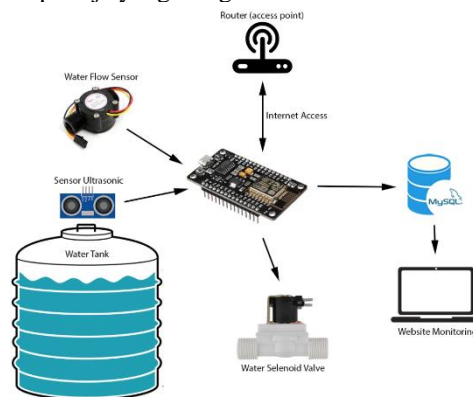 Router (access point)
Water Flow Sensor
Internet Access
Sensor Ultrasonic
Water Tank
MySQL
Website Monitoring
Water Selenoid Valve